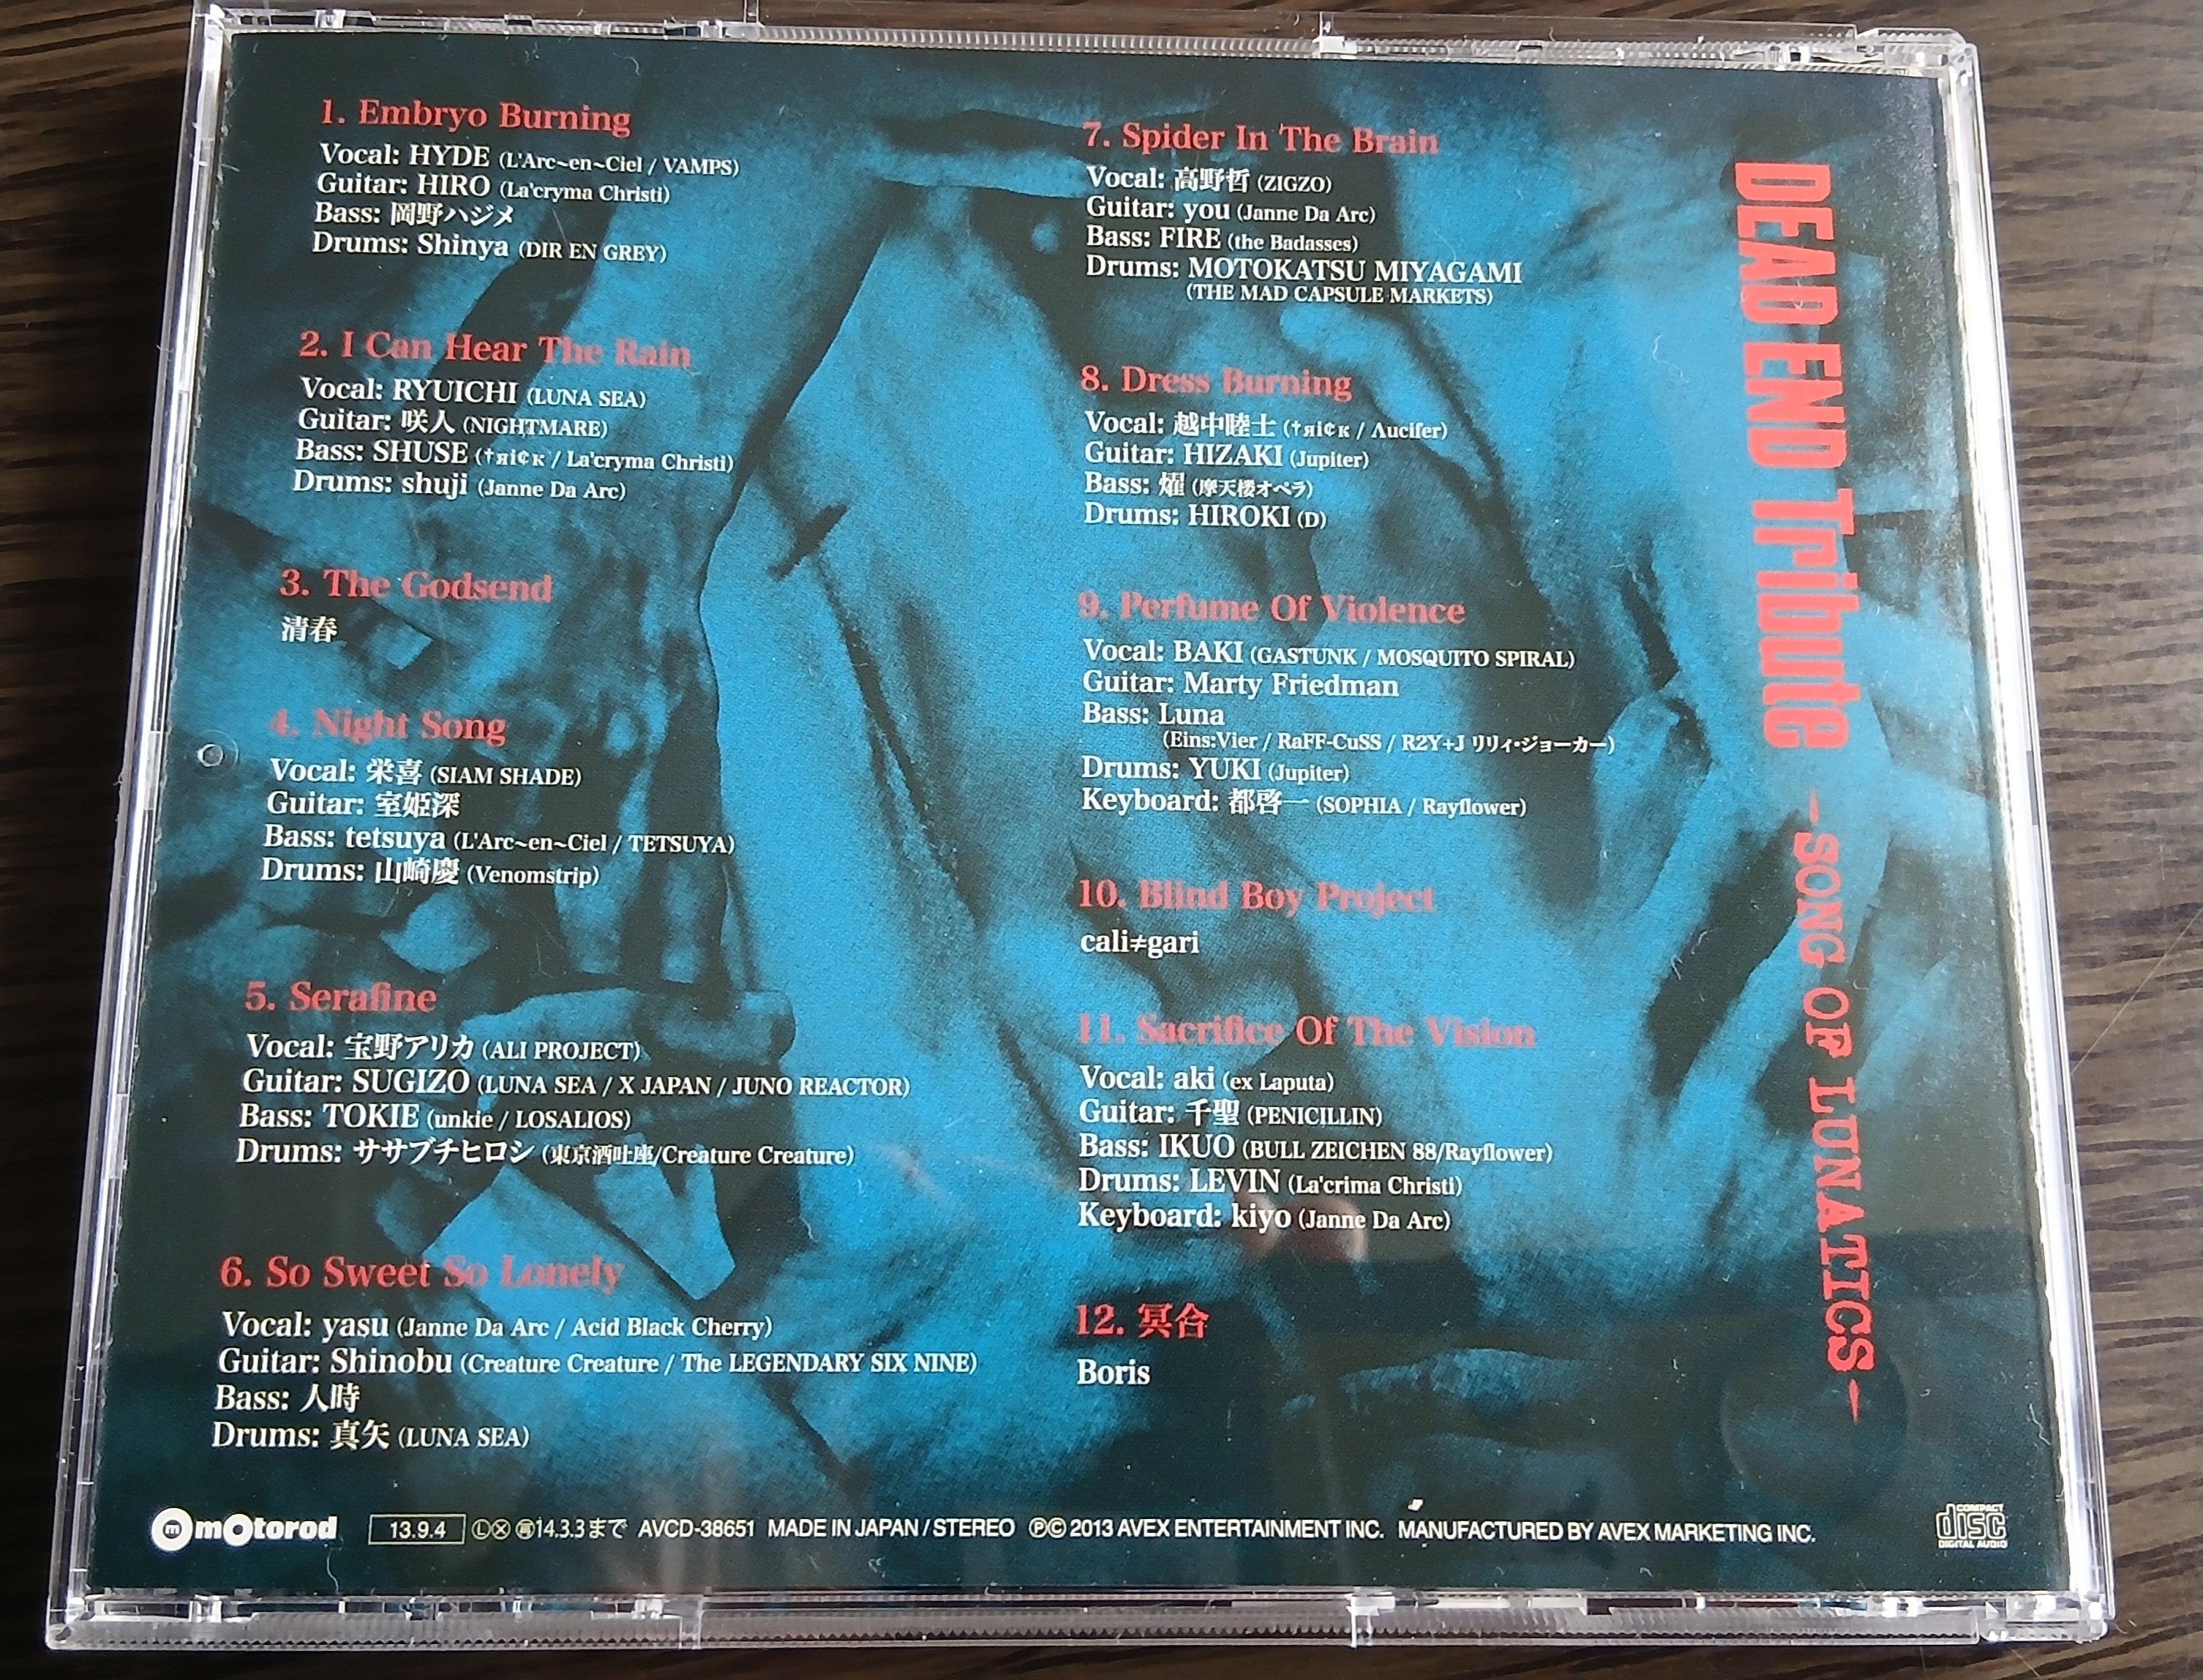 1. Embryo Burning
Vocal: HYDE (L'Arc~en~Ciel / VAMPS)
Guitar: HIRO (La'cryma Christi)
Bass: 岡野ハジメ
Drums: Shinya (DIR EN GREY)
2. I Can Hear The Rain
Vocal: RYUICHI (LUNA SEA)
Guitar: 咲人 (NIGHTMARE)
Bass: SHUSE (†яi¢к / La'cryma Christi)
Drums: shuji (Janne Da Arc)
3. The Godsend
清春
4. Night Song
Vocal: 栄喜 (SIAM SHADE)
Guitar: 室姫深
Bass: tetsuya (L'Arc~en~Ciel / TETSUYA)
Drums: 山崎慶 (Venomstrip)
5. Serafine
Vocal: 宝野アリカ (ALI PROJECT)
Guitar: SUGIZO (LUNA SEA / X JAPAN / JUNO REACTOR)
Bass: TOKIE (unkie / LOSALIOS)
Drums: ササブチヒロシ (東京酒吐座/Creature Creature)
6. So Sweet So Lonely
Vocal: yasu (Janne Da Arc / Acid Black Cherry)
Guitar: Shinobu (Creature Creature / The LEGENDARY SIX NINE)
Bass: 人時
Drums: 真矢 (LUNA SEA)
7. Spider In The Brain
Vocal: 高野哲 (ZIGZO)
Guitar: you (Janne Da Arc)
Bass: FIRE (the Badasses)
Drums: MOTOKATSU MIYAGAMI
(THE MAD CAPSULE MARKETS)
8. Dress Burning
Vocal: 越中睦士 (†яi¢к / Λucifer)
Guitar: HIZAKI (Jupiter)
Bass: 燿 (摩天楼オペラ)
Drums: HIROKI (D)
9. Perfume Of Violence
Vocal: BAKI (GASTUNK / MOSQUITO SPIRAL)
Guitar: Marty Friedman
Bass: Luna
(Eins:Vier / RaFF-CuSS / R2Y+J リリィ・ジョーカー)
Drums: YUKI (Jupiter)
Keyboard: 都啓一 (SOPHIA / Rayflower)
10. Blind Boy Project
cali≠gari
11. Sacrifice Of The Vision
Vocal: aki (ex Laputa)
Guitar: 千聖 (PENICILLIN)
Bass: IKUO (BULL ZEICHEN 88/Rayflower)
Drums: LEVIN (La'crima Christi)
Keyboard: kiyo (Janne Da Arc)
12. 冥合
Boris
DEAD END Tribute -SONG OF LUNATICS-
m motorod 13.9.4 Ⓛ Ⓧ 再14.3.3まで AVCD-38651 MADE IN JAPAN / STEREO ℗© 2013 AVEX ENTERTAINMENT INC. MANUFACTURED BY AVEX MARKETING INC.
COMPACT disc DIGITAL AUDIO